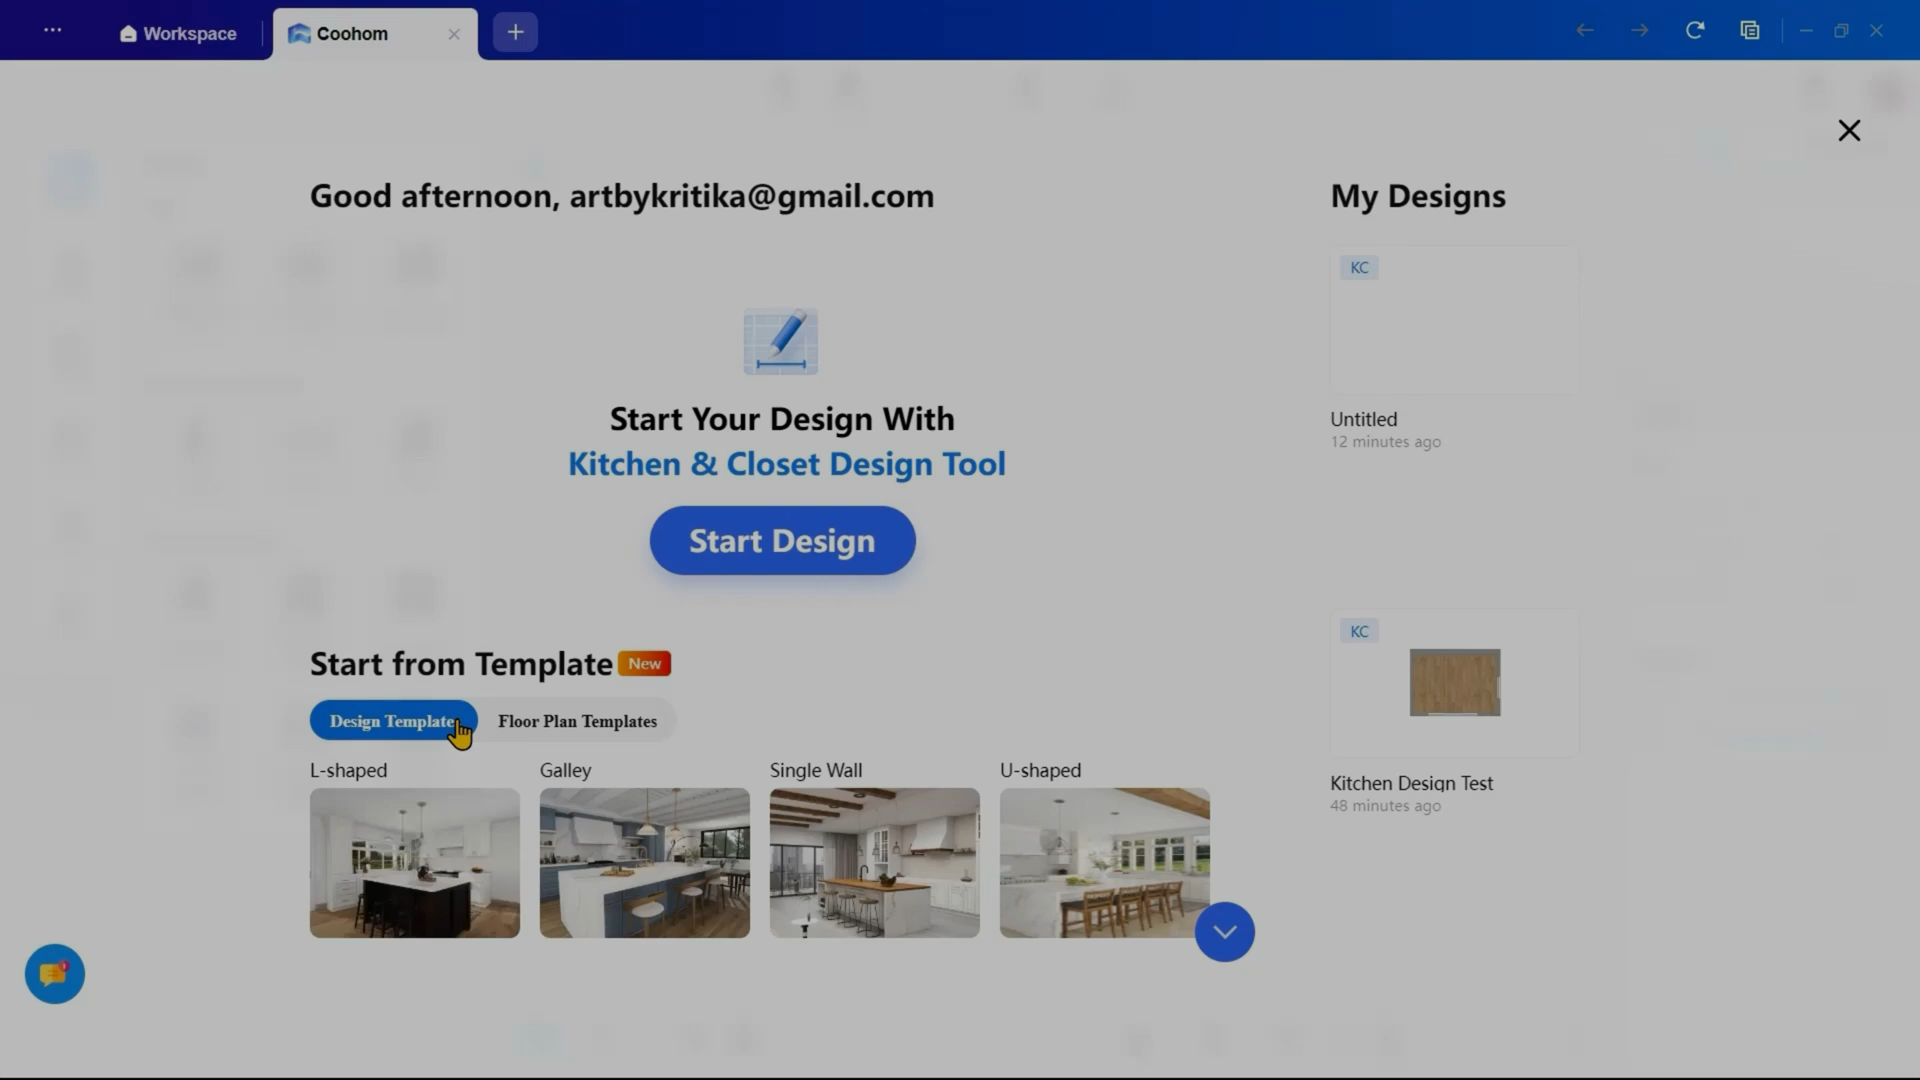 Workspace
Coohom
Good afternoon, artbykritika@gmail.com
My Designs
KC
Untitled
12 minutes ago
Start Your Design With
Kitchen & Closet Design Tool
Start Design
Start from Template New
Design Template
Floor Plan Templates
L-shaped
Galley
Single Wall
U-shaped
KC
Kitchen Design Test
48 minutes ago